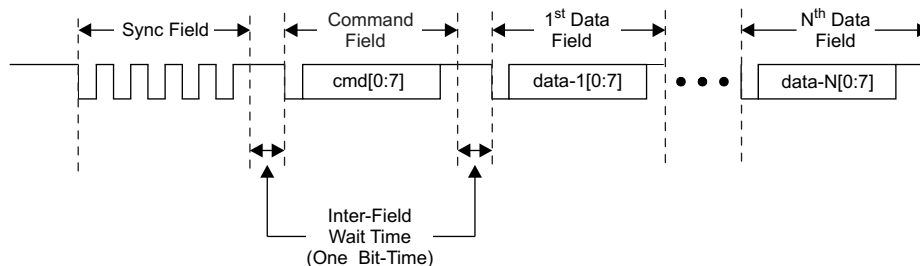 Sync Field
Command
Field
1st Data
Field
Nth Data
Field
cmd[0:7]
data-1[0:7]
data-N[0:7]
Inter-Field
Wait Time
(One Bit-Time)